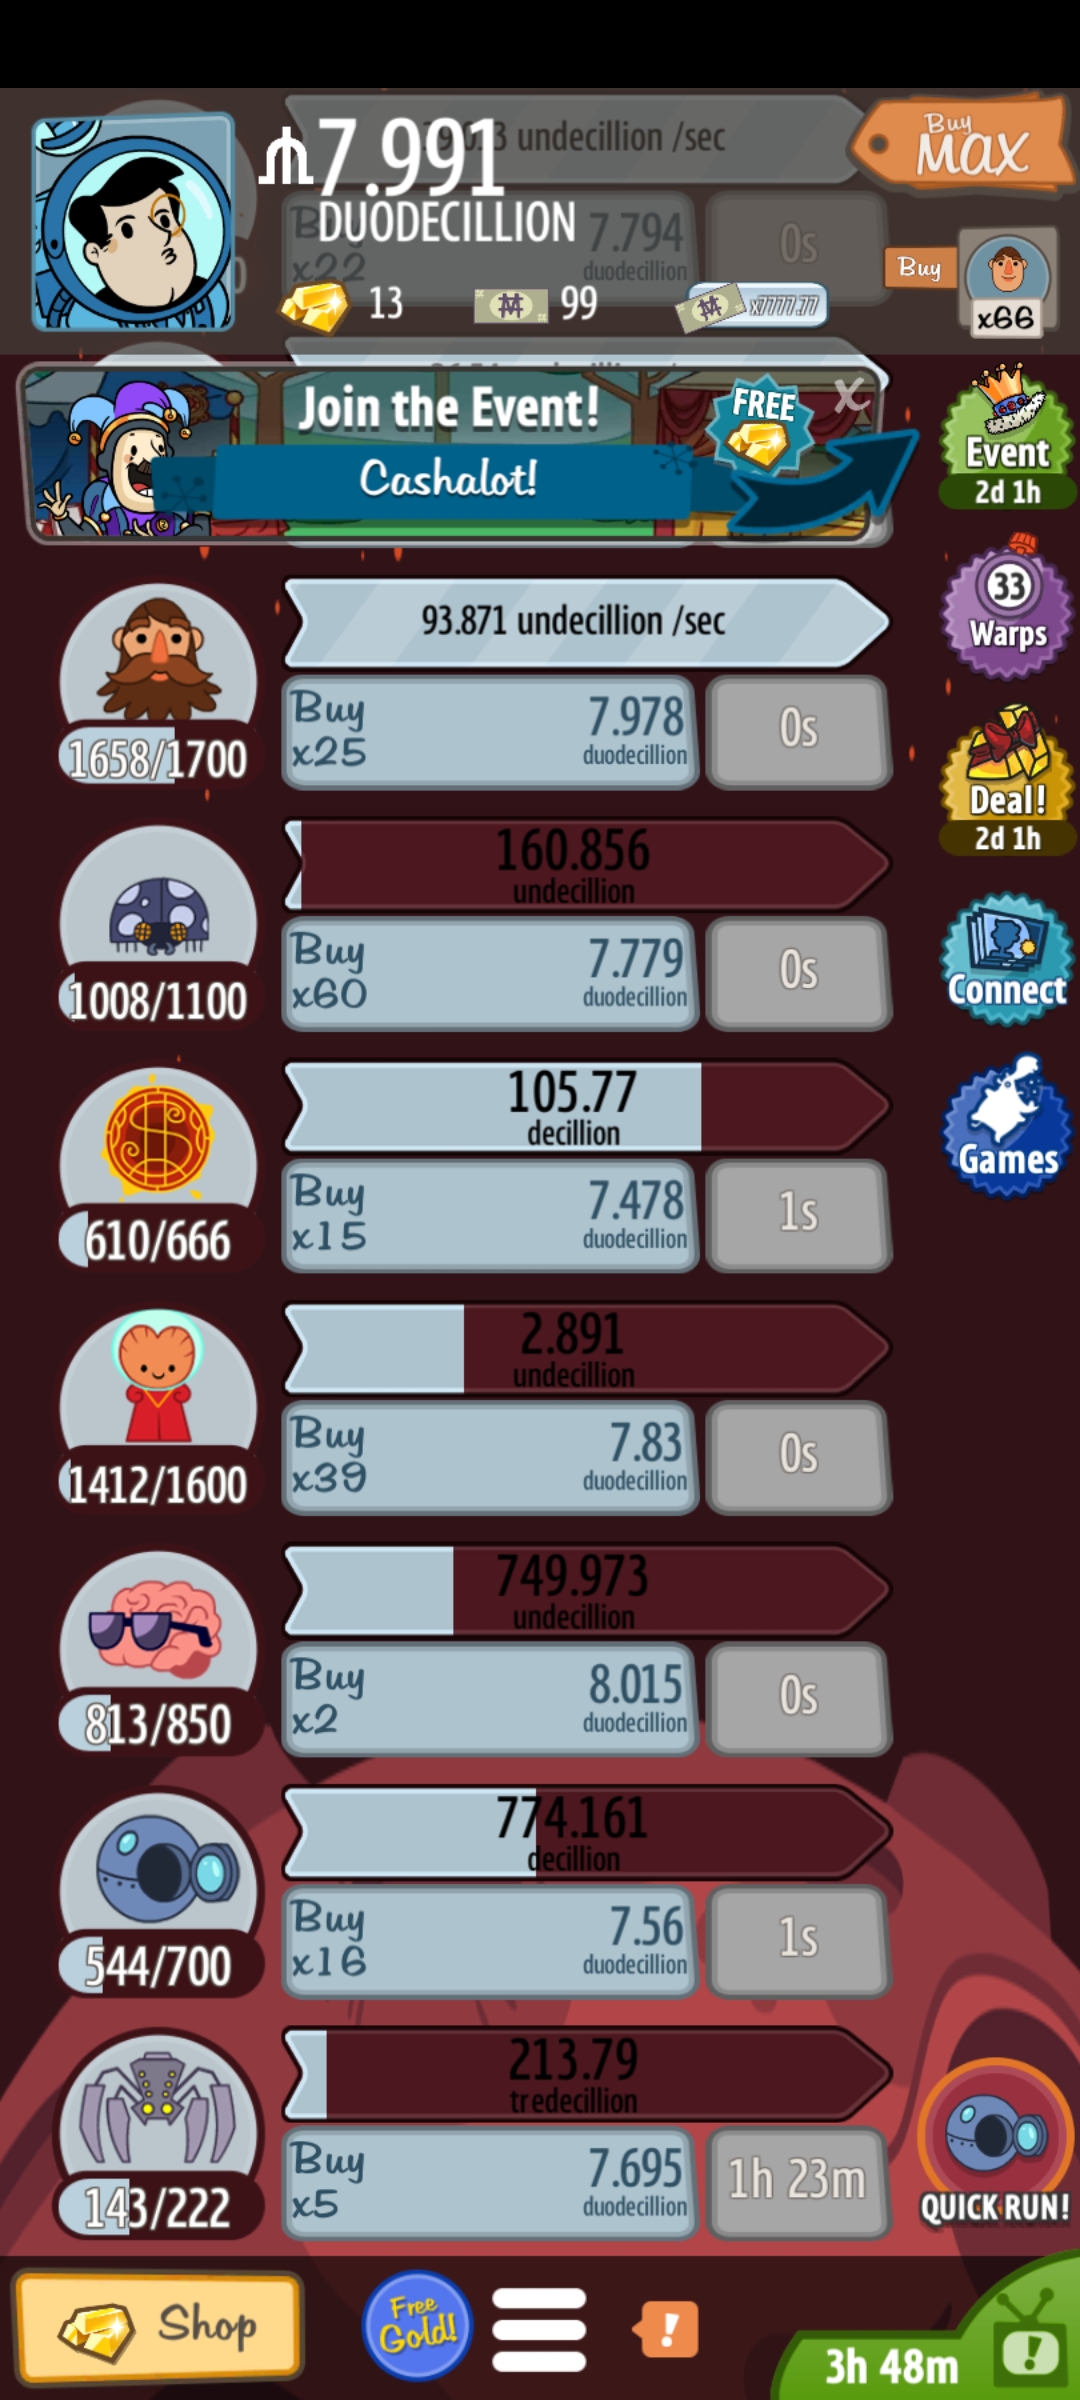 7.991
DUODECILLION
undecillion /sec
Buy
MAX
x22
7.794
duodecillion
0s
Buy
x66
13
99
x7777.77
Join the Event!
FREE
X
Cashalot!
Event
2d 1h
93.871 undecillion /sec
33
Warps
Buy
x25
7.978
duodecillion
0s
1658/1700
Deal!
2d 1h
160.856
undecillion
Buy
x60
7.779
duodecillion
0s
1008/1100
Connect
105.77
decillion
Buy
x15
7.478
duodecillion
1s
610/666
Games
2.891
undecillion
Buy
x39
7.83
duodecillion
0s
1412/1600
749.973
undecillion
Buy
x2
8.015
duodecillion
0s
813/850
774.161
decillion
Buy
x16
7.56
duodecillion
1s
544/700
213.79
tredecillion
Buy
x5
7.695
duodecillion
1h 23m
143/222
QUICK RUN!
Shop
Free
Gold!
!
3h 48m
!